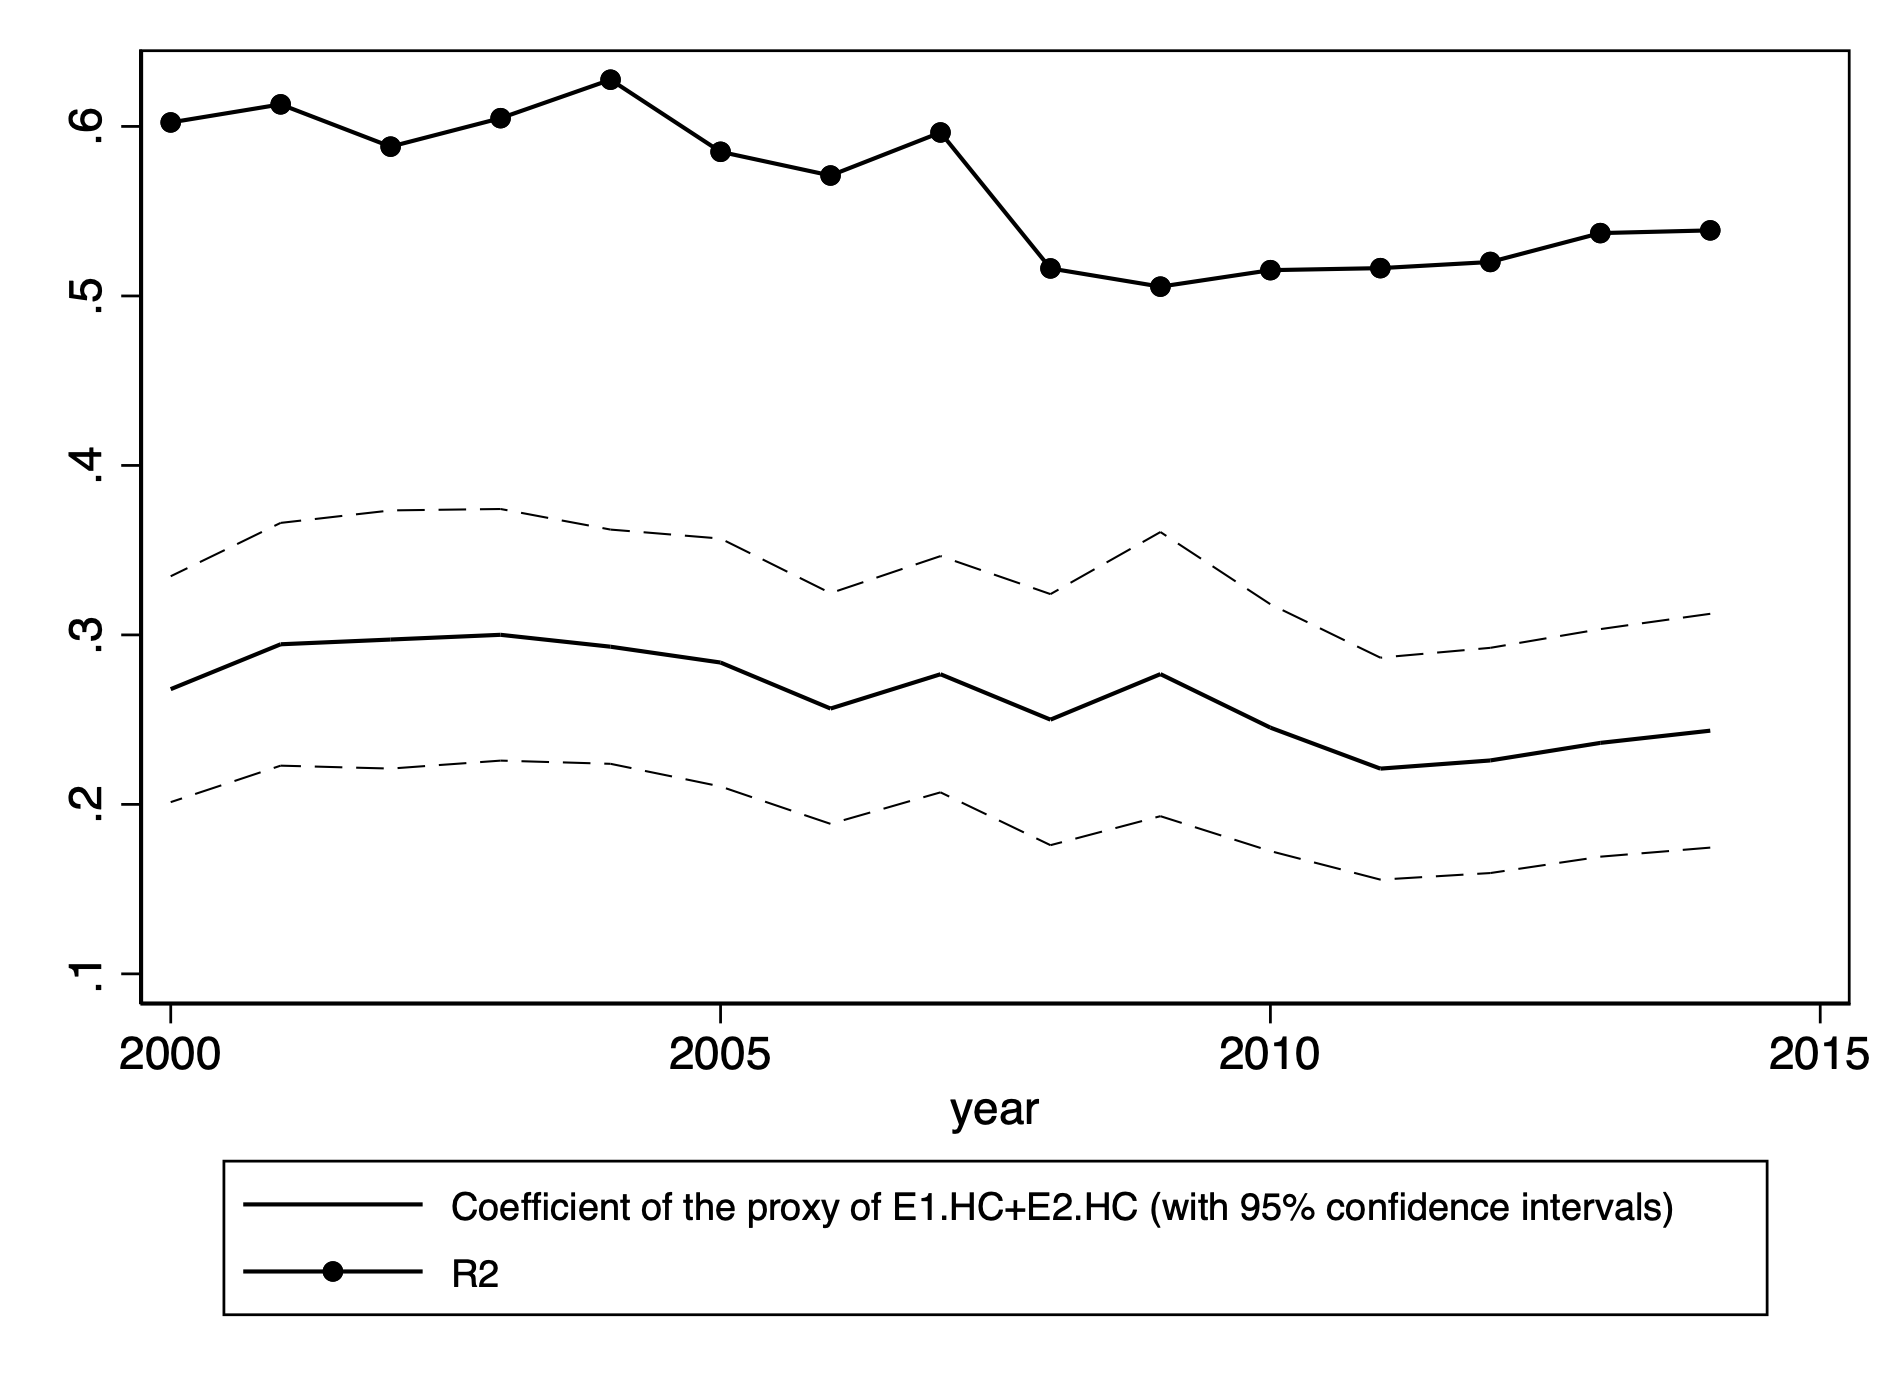 .6
.5
.4
.3
.2
.1
2000 2005 2010 2015
year
Coefficient of the proxy of E1.HC+E2.HC (with 95% confidence intervals)
R2